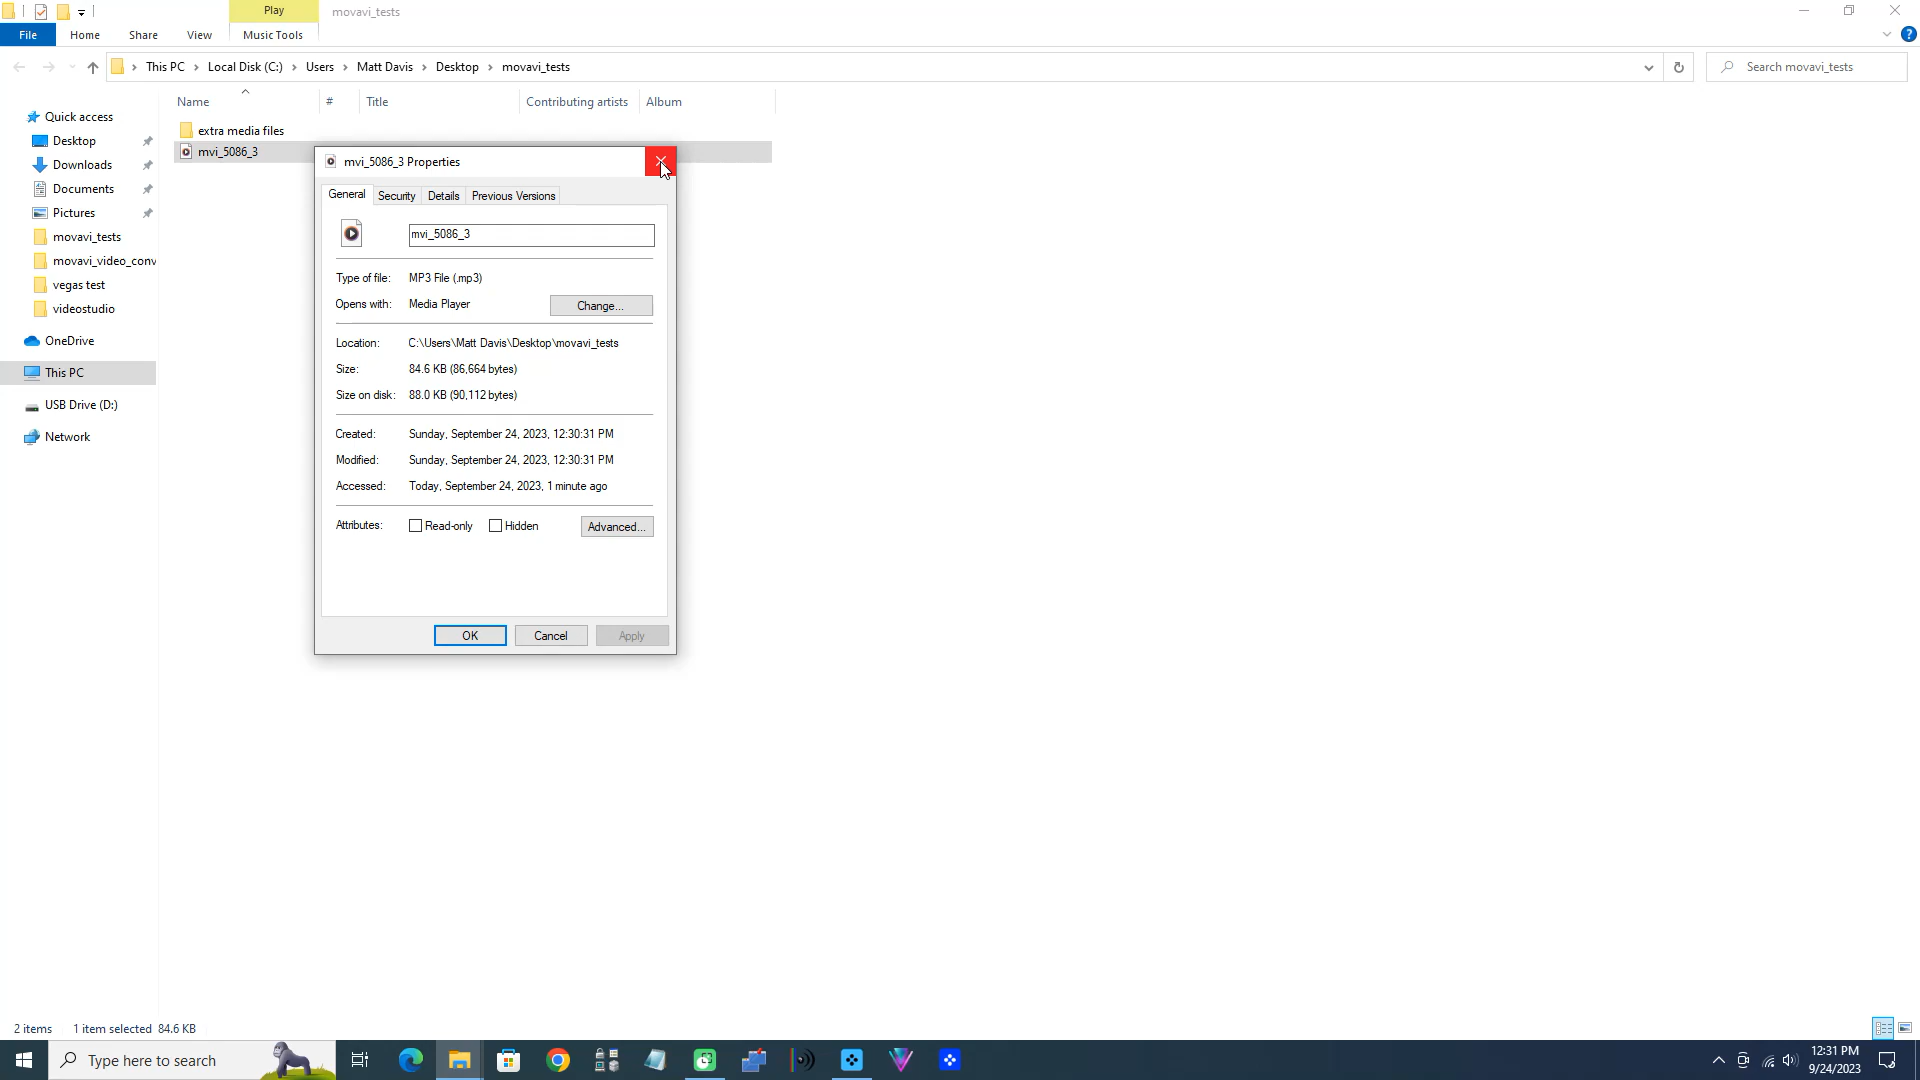 Play
movavi_tests
File
Home
Share
View
Music Tools
This PC
Local Disk (C:)
Users
Matt Davis
Desktop
movavi_tests
Search movavi_tests
Name
#
Title
Contributing artists
Album
Quick access
Desktop
Downloads
Documents
Pictures
movavi_tests
movavi_video_conv
vegas test
videostudio
OneDrive
This PC
USB Drive (D:)
Network
extra media files
mvi_5086_3
mvi_5086_3 Properties
General
Security
Details
Previous Versions
mvi_5086_3
Type of file: MP3 File (.mp3)
Opens with: Media Player
Change...
Location: C:\Users\Matt Davis\Desktop\movavi_tests
Size: 84.6 KB (86,664 bytes)
Size on disk: 88.0 KB (90,112 bytes)
Created: Sunday, September 24, 2023, 12:30:31 PM
Modified: Sunday, September 24, 2023, 12:30:31 PM
Accessed: Today, September 24, 2023, 1 minute ago
Attributes: Read-only Hidden Advanced...
OK Cancel Apply
2 items 1 item selected 84.6 KB
Type here to search
12:31 PM
9/24/2023